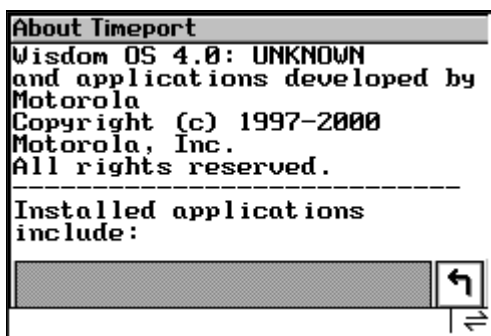 About Timeport
Wisdom OS 4.0: UNKNOWN
and applications developed by
Motorola
Copyright (c) 1997-2000
Motorola, Inc.
All rights reserved.
------------------------------
Installed applications
include: